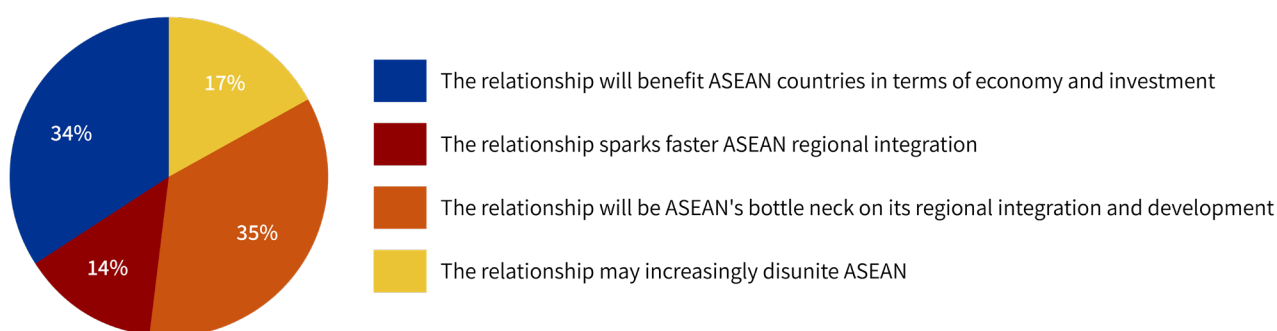 17%
34%
35%
14%
The relationship will benefit ASEAN countries in terms of economy and investment
The relationship sparks faster ASEAN regional integration
The relationship will be ASEAN's bottle neck on its regional integration and development
The relationship may increasingly disunite ASEAN